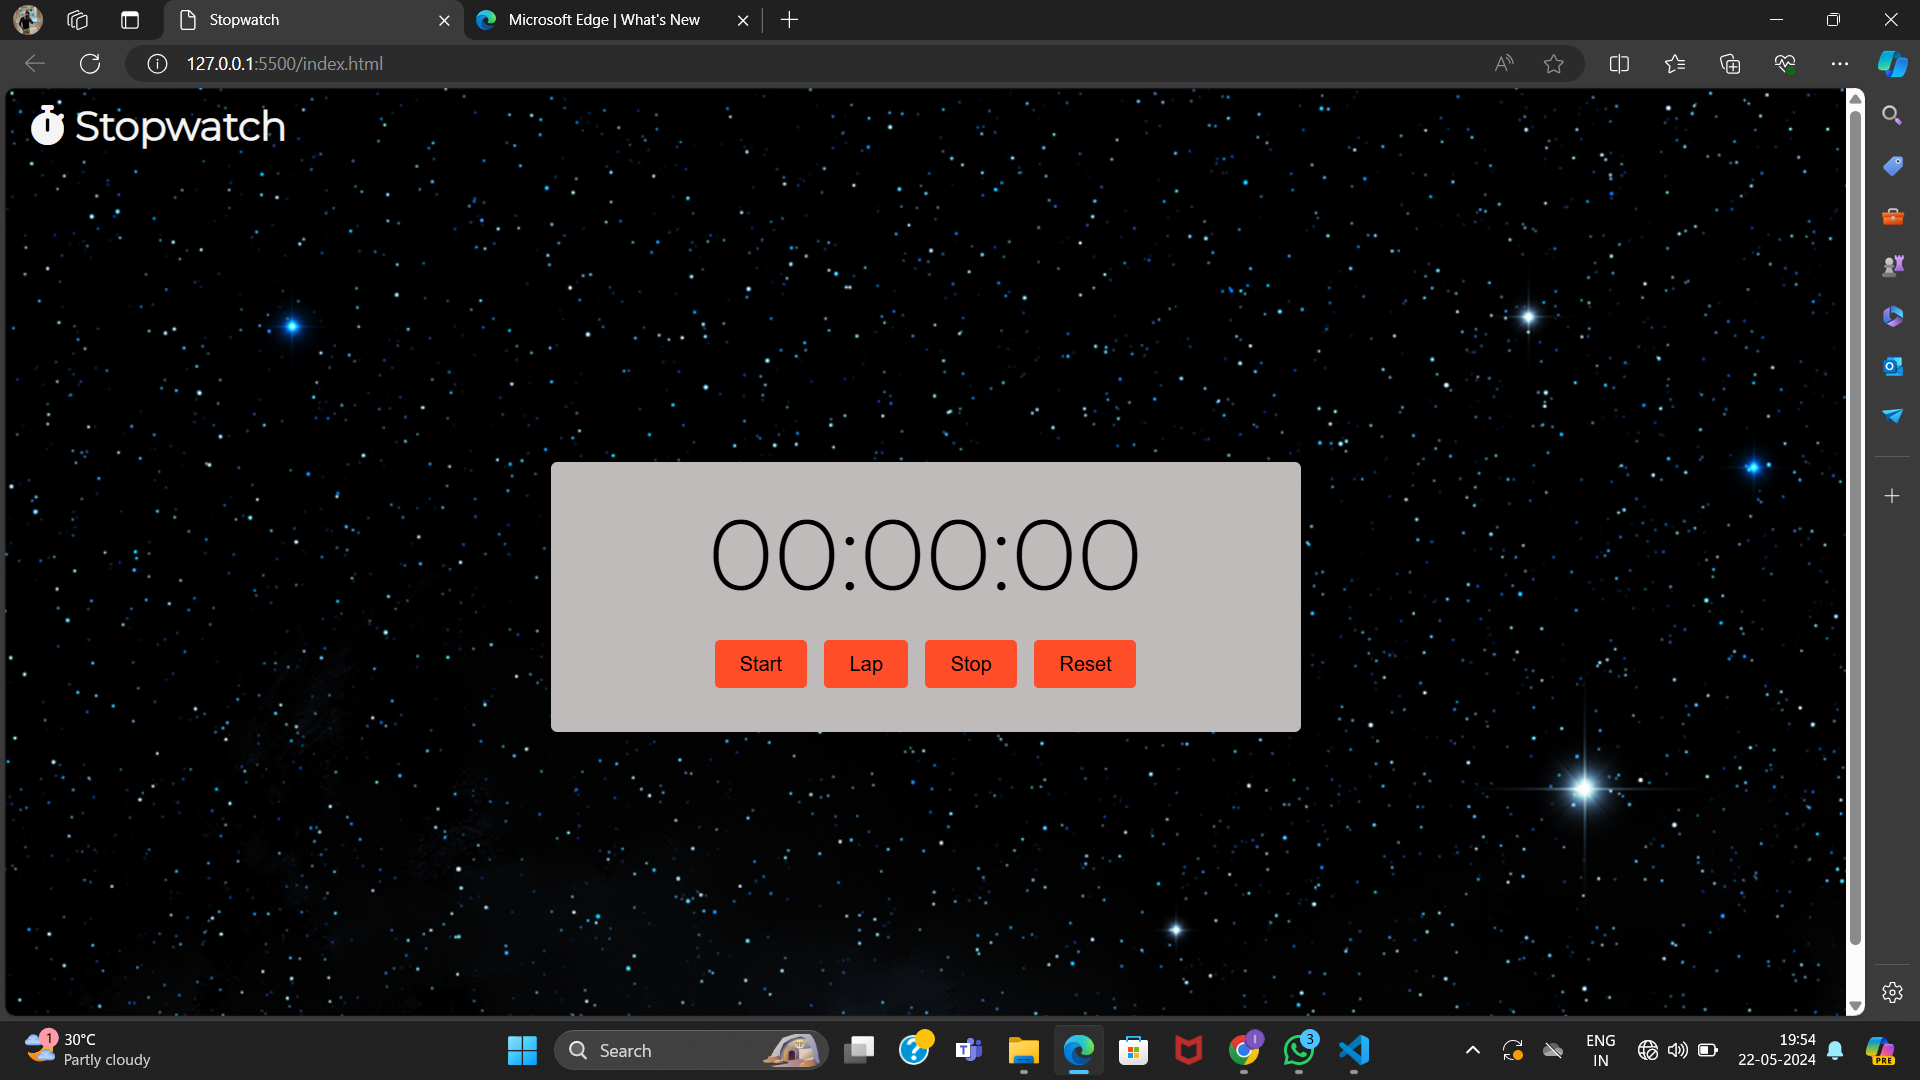 Stopwatch
Microsoft Edge | What's New
127.0.0.1:5500/index.html
Stopwatch
00:00:00
Start
Lap
Stop
Reset
1
30°C
Partly cloudy
Search
3
ENG
IN
19:54
22-05-2024
PRE